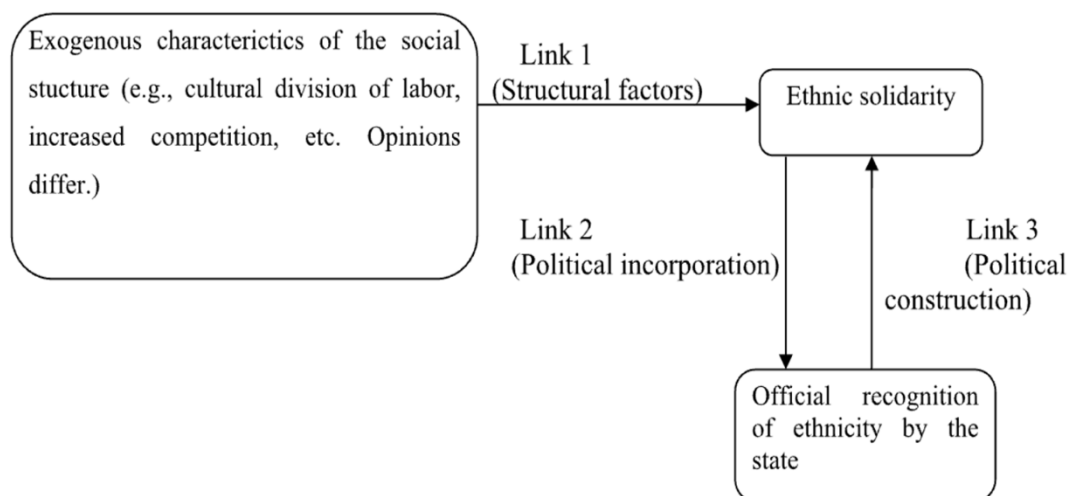 Exogenous characterictics of the social
stucture (e.g., cultural division of labor,
increased competition, etc. Opinions
differ.)
Link 1
(Structural factors)
Ethnic solidarity
Link 2
(Political incorporation)
Link 3
(Political
construction)
Official recognition
of ethnicity by the
state